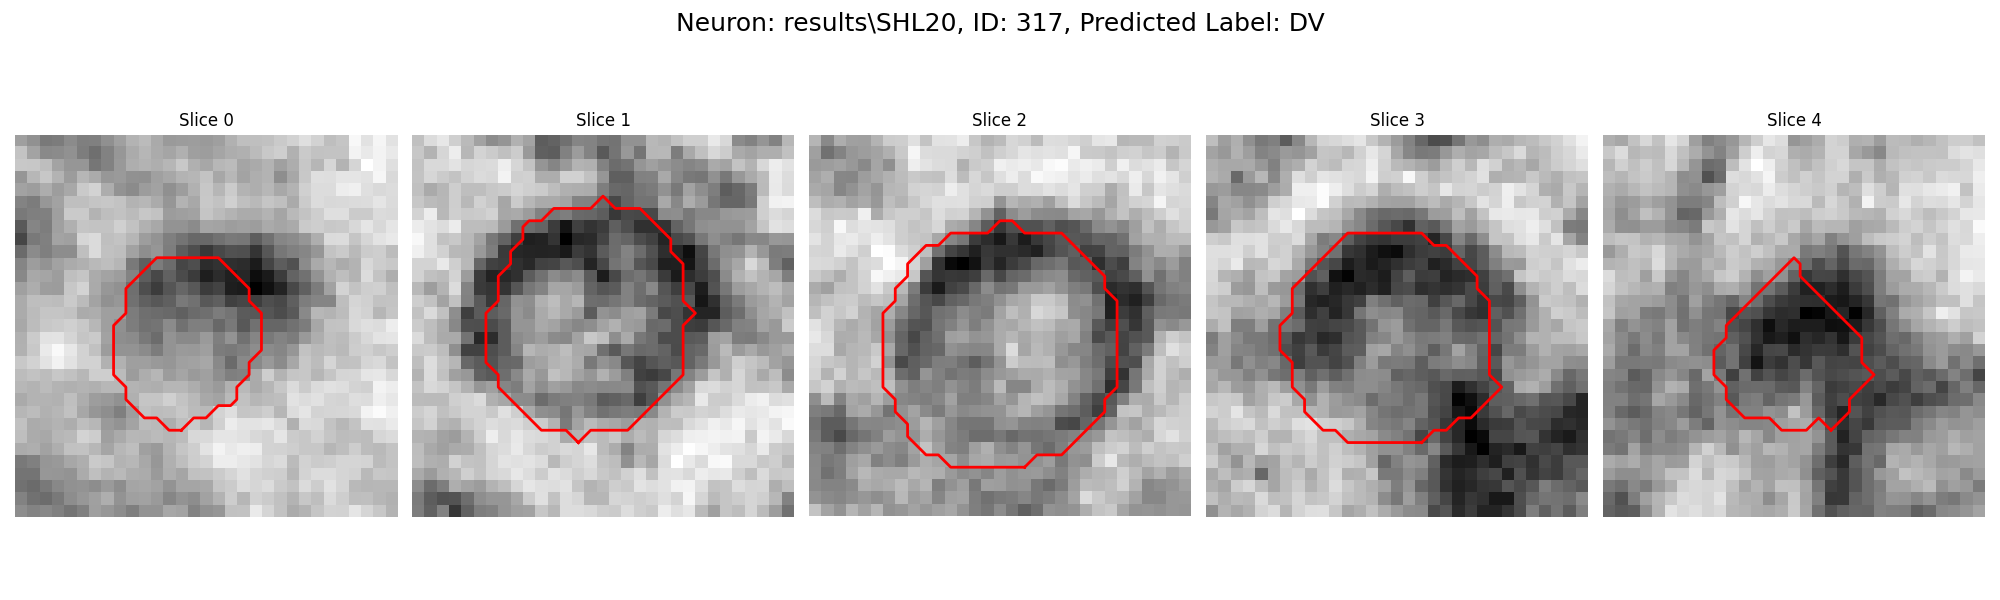 Neuron: results\SHL20, ID: 317, Predicted Label: DV
Slice 0
Slice 1
Slice 2
Slice 3
Slice 4